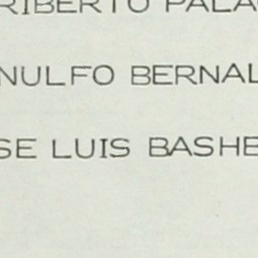 RIBERTO PALA
NULFO BERNAL
SE LUIS BASHE